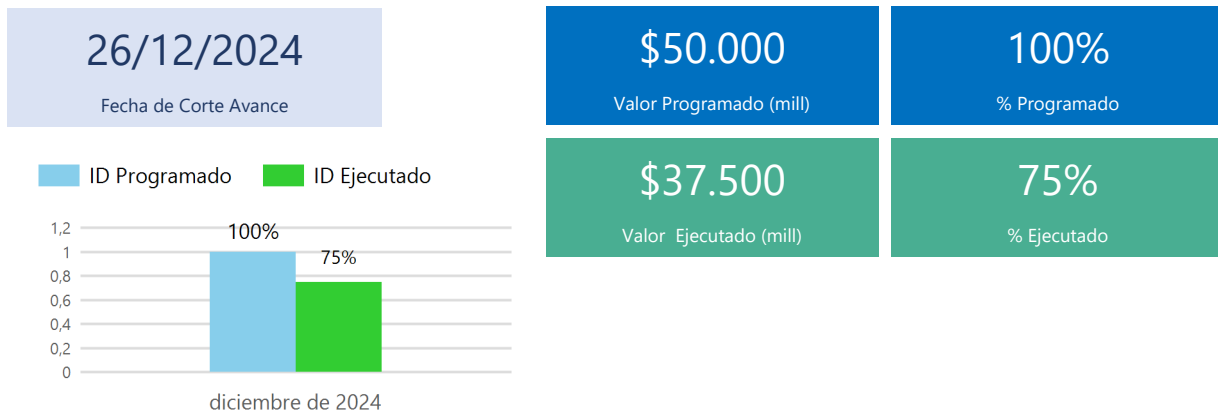 26/12/2024
Fecha de Corte Avance
$50.000
Valor Programado (mill)
100%
% Programado
$37.500
Valor  Ejecutado (mill)
75%
% Ejecutado
ID Programado
ID Ejecutado
1,2
1
0,8
0,6
0,4
0,2
0
100%
75%
diciembre de 2024